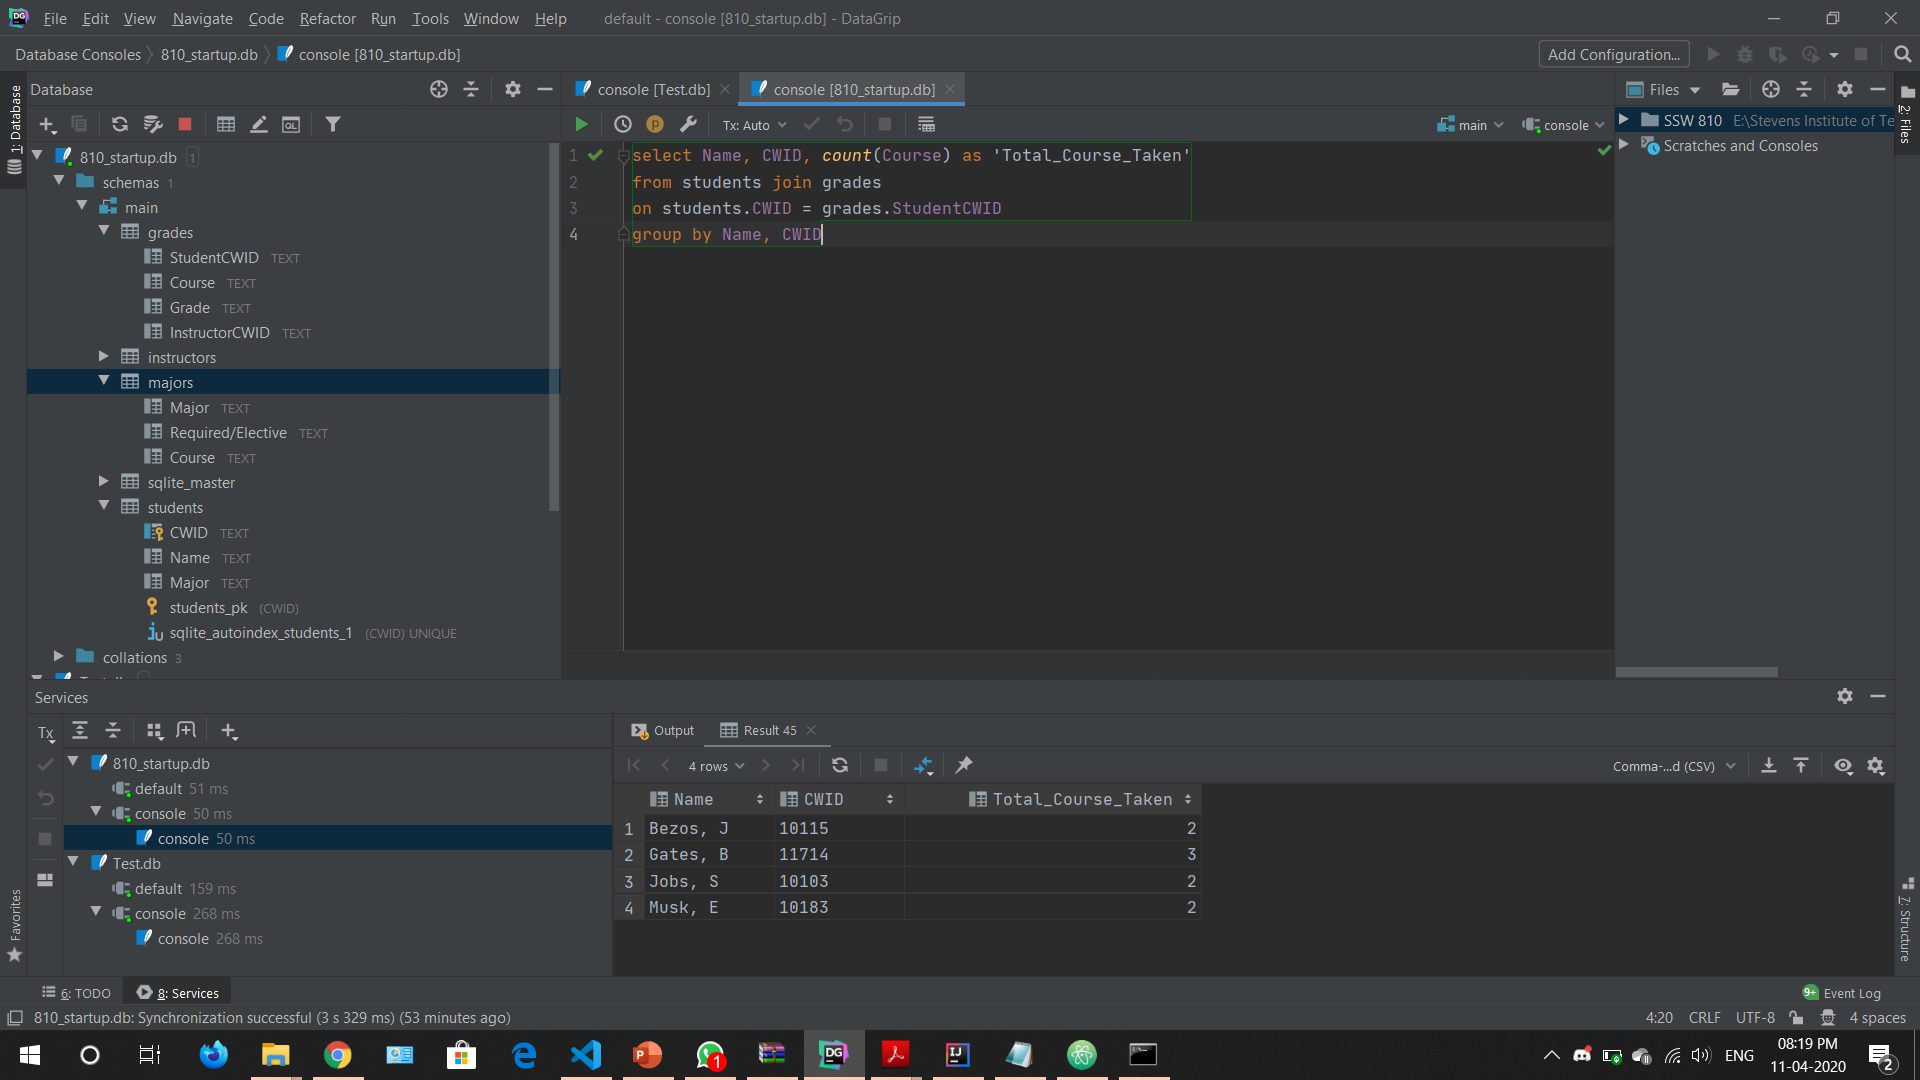 File Edit View Navigate Code Refactor Run Tools Window Help default - console [810_startup.db] - DataGrip
Database Consoles 810_startup.db console [810_startup.db] Add Configuration...
1: Database
Database
console [Test.db] console [810_startup.db]
Files
Tx: Auto
main
console
810_startup.db 1
schemas 1
main
grades
StudentCWID TEXT
Course TEXT
Grade TEXT
InstructorCWID TEXT
instructors
majors
Major TEXT
Required/Elective TEXT
Course TEXT
sqlite_master
students
CWID TEXT
Name TEXT
Major TEXT
students_pk (CWID)
sqlite_autoindex_students_1 (CWID) UNIQUE
collations 3
1 select Name, CWID, count(Course) as 'Total_Course_Taken'
2 from students join grades
3 on students.CWID = grades.StudentCWID
4 group by Name, CWID
SSW 810 E:\Stevens Institute of Te
Scratches and Consoles
2: Files
Services
Tx
810_startup.db
default 51 ms
console 50 ms
console 50 ms
Test.db
default 159 ms
console 268 ms
console 268 ms
Output Result 45
4 rows
Comma-...d (CSV)
Name CWID Total_Course_Taken
1 Bezos, J 10115 2
2 Gates, B 11714 3
3 Jobs, S 10103 2
4 Musk, E 10183 2
Favorites
7: Structure
6: TODO 8: Services
9+ Event Log
810_startup.db: Synchronization successful (3 s 329 ms) (53 minutes ago)
4:20 CRLF UTF-8 4 spaces
DG
IJ
1
ENG
08:19 PM
11-04-2020
2